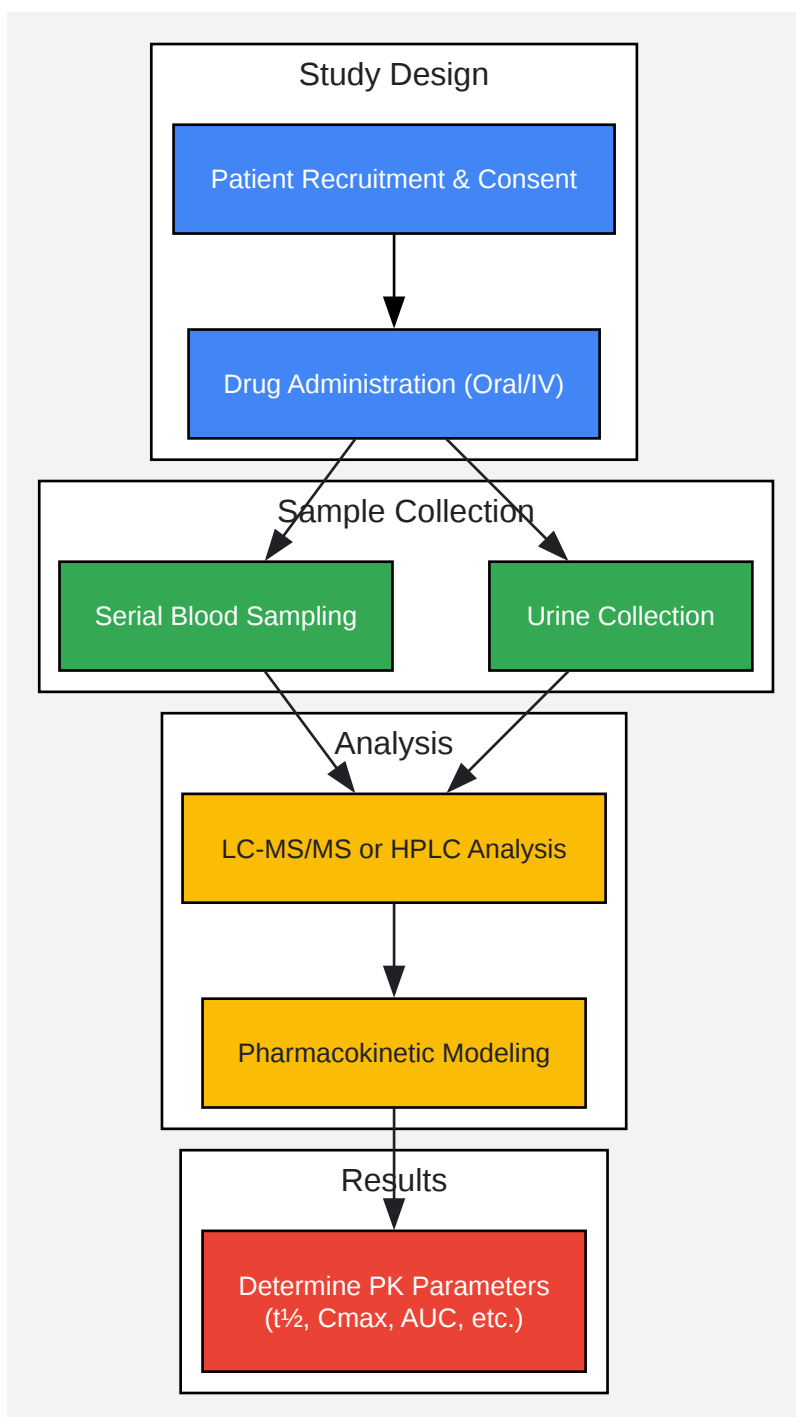 Study Design
Patient Recruitment & Consent
Drug Administration (Oral/IV)
Sample Collection
Serial Blood Sampling
Urine Collection
Analysis
LC-MS/MS or HPLC Analysis
Pharmacokinetic Modeling
Results
Determine PK Parameters
(t½, Cmax, AUC, etc.)